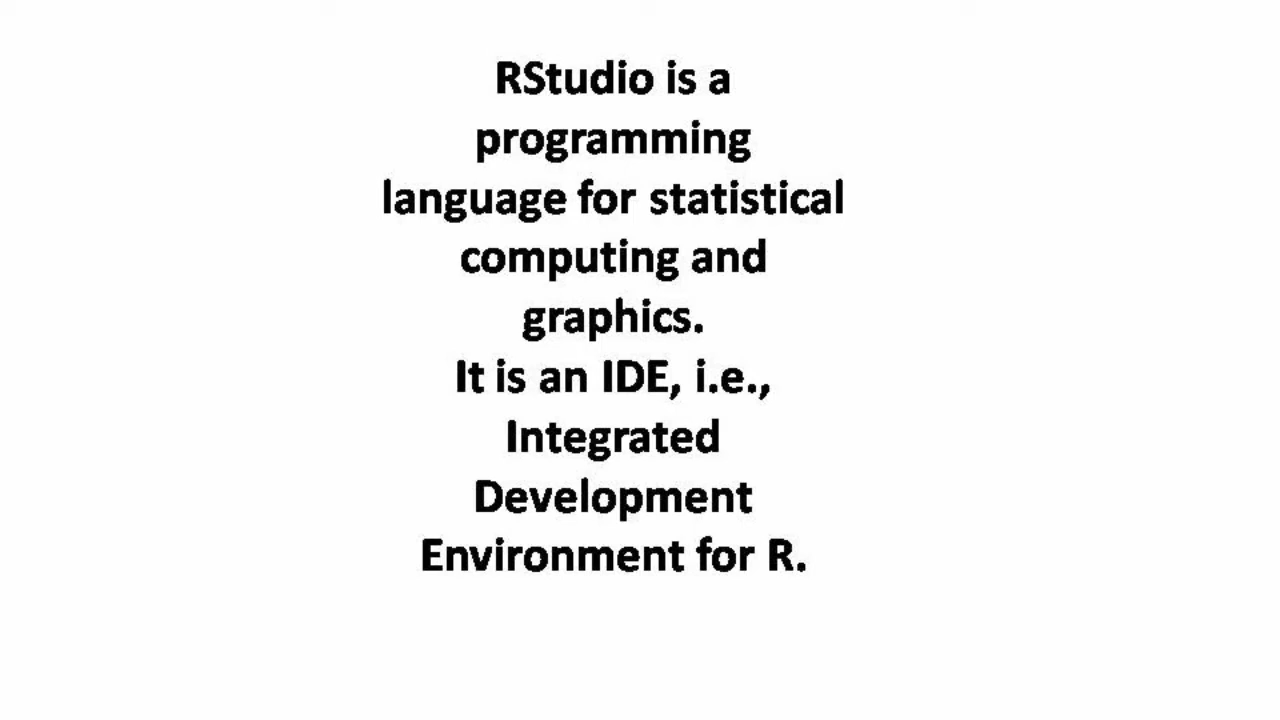 RStudio is a
programming
language for statistical
computing and
graphics.
It is an IDE, i.e.,
Integrated
Development
Environment for R.